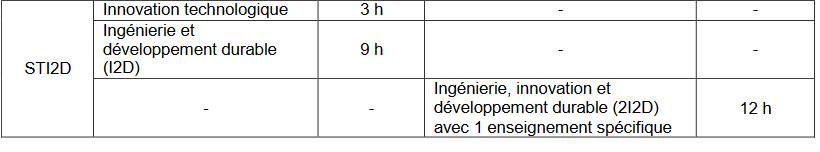 STI2D
Innovation technologique 3 h - -
Ingénierie et
développement durable
(I2D) 9 h - -
- - Ingénierie, innovation et
développement durable (2I2D)
avec 1 enseignement spécifique 12 h